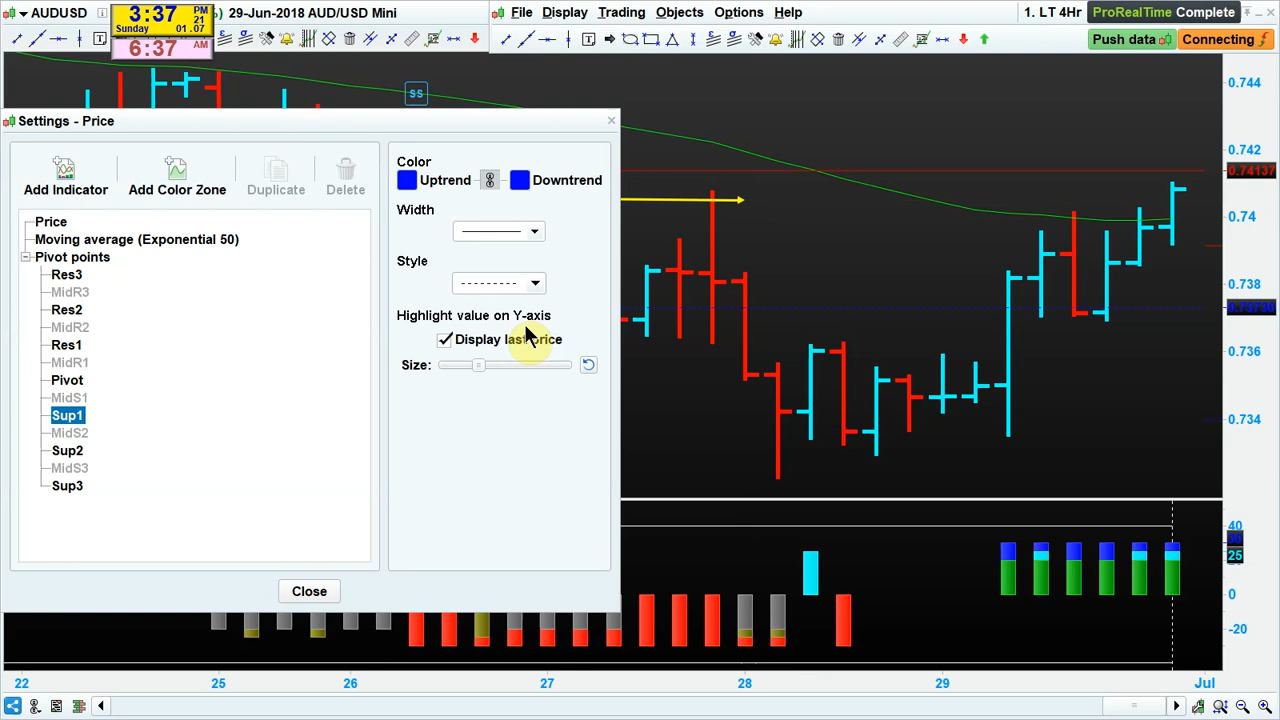 AUDUSD
3:37 PM 21
Sunday 01.07
6:37 AM
29-Jun-2018 AUD/USD Mini
File Display Trading Objects Options Help
1. LT 4Hr
ProRealTime Complete
Push data
Connecting
SS
Settings - Price
Add Indicator
Add Color Zone
Duplicate
Delete
Price
Moving average (Exponential 50)
Pivot points
Res3
MidR3
Res2
MidR2
Res1
MidR1
Pivot
MidS1
Sup1
MidS2
Sup2
MidS3
Sup3
Color
Uptrend
Downtrend
Width
Style
Highlight value on Y-axis
Display last price
Size:
Close
0.744
0.742
0.74137
0.74
0.738
0.73730
0.736
0.734
40
30
25
0
-20
22 25 26 27 28 29 Jul